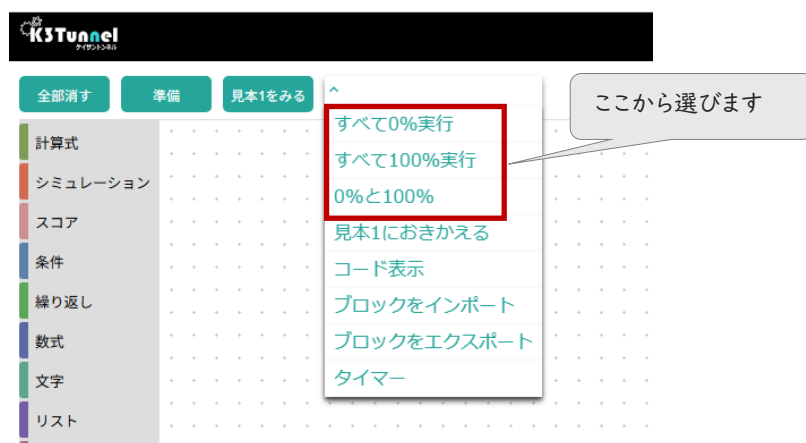 K3Tunnel
ケイサントンネル
全部消す
準備
見本1をみる
^
すべて0%実行
すべて100%実行
0%と100%
見本1におきかえる
コード表示
ブロックをインポート
ブロックをエクスポート
タイマー
ここから選びます
計算式
シミュレーション
スコア
条件
繰り返し
数式
文字
リスト